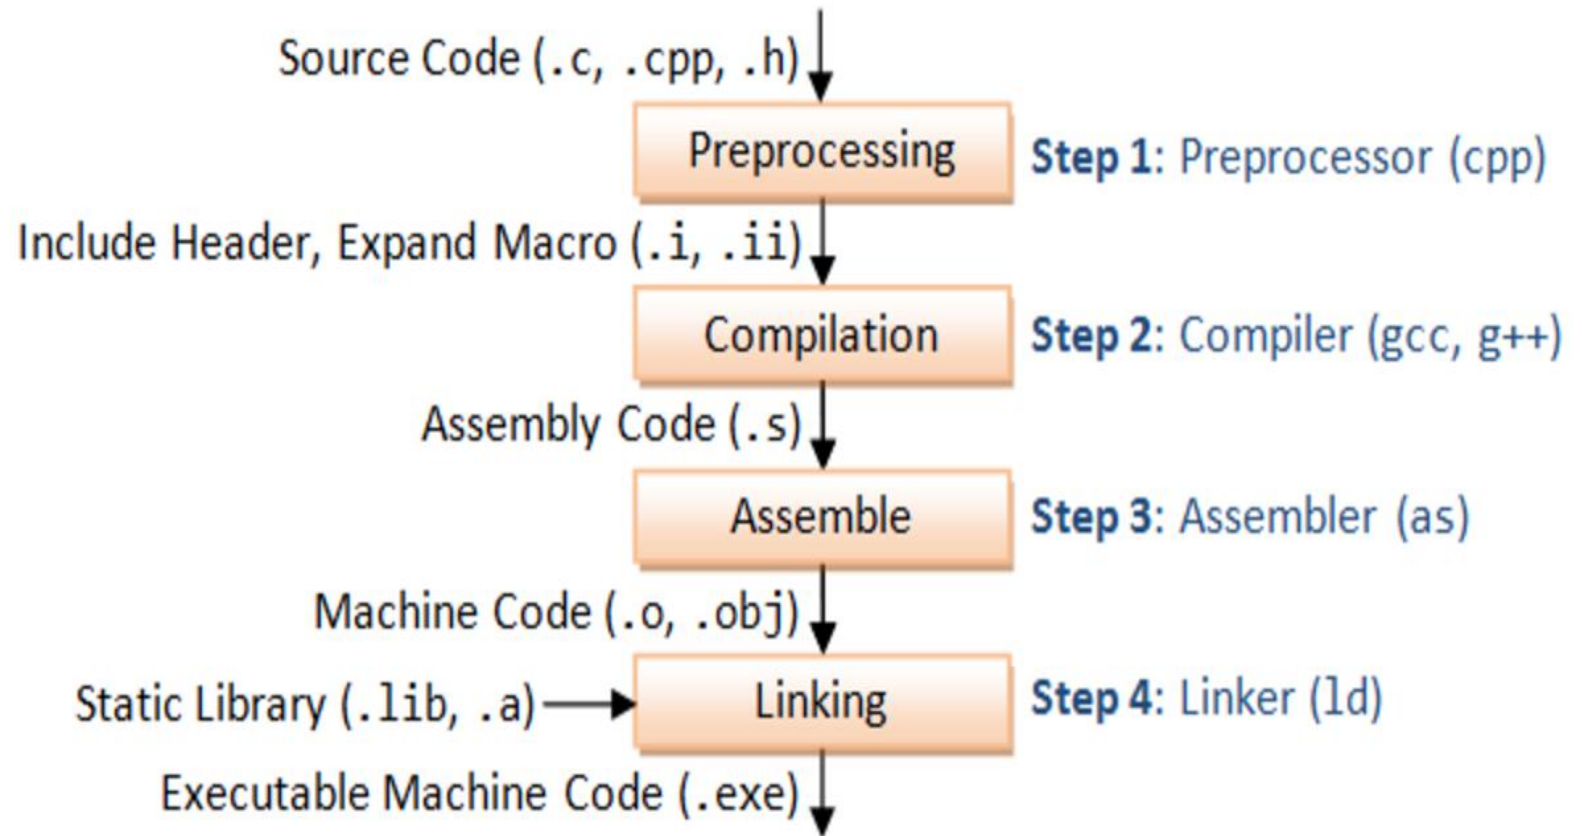 Source Code (.c, .cpp, .h)
Preprocessing
Step 1: Preprocessor (cpp)
Include Header, Expand Macro (.i, .ii)
Compilation
Step 2: Compiler (gcc, g++)
Assembly Code (.s)
Assemble
Step 3: Assembler (as)
Machine Code (.o, .obj)
Static Library (.lib, .a)
Linking
Step 4: Linker (ld)
Executable Machine Code (.exe)